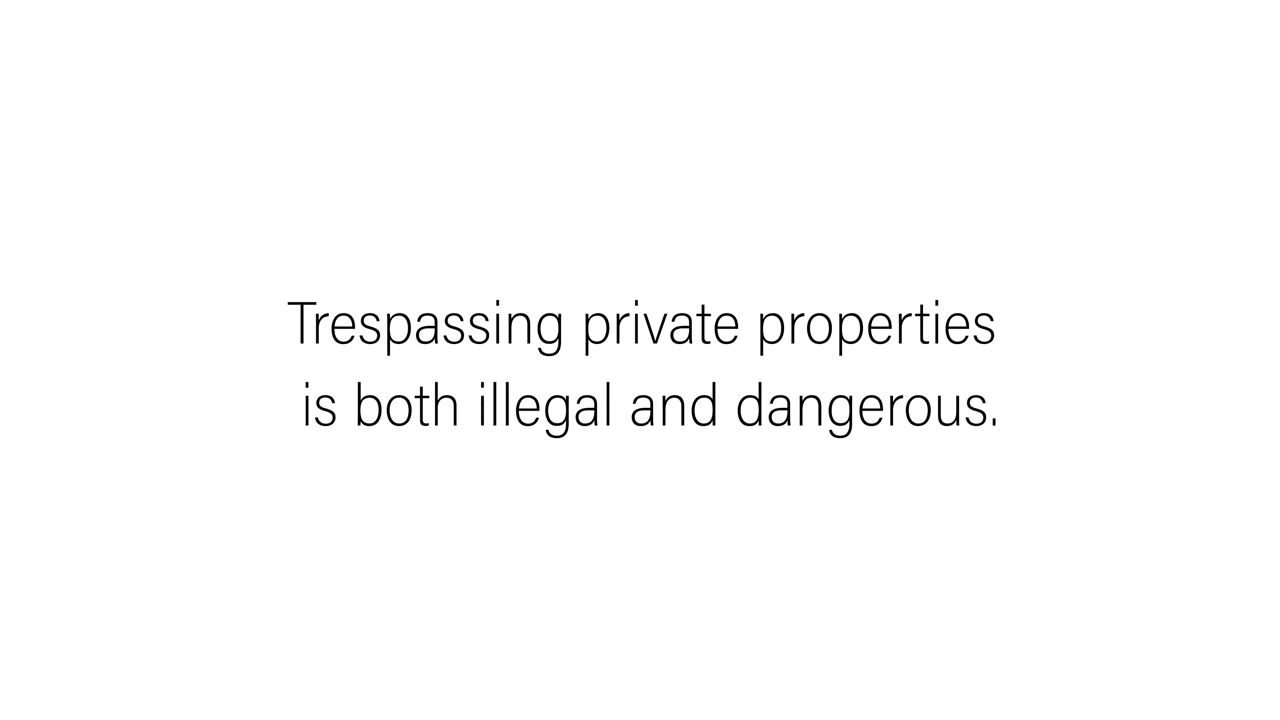 Trespassing private properties
is both illegal and dangerous.